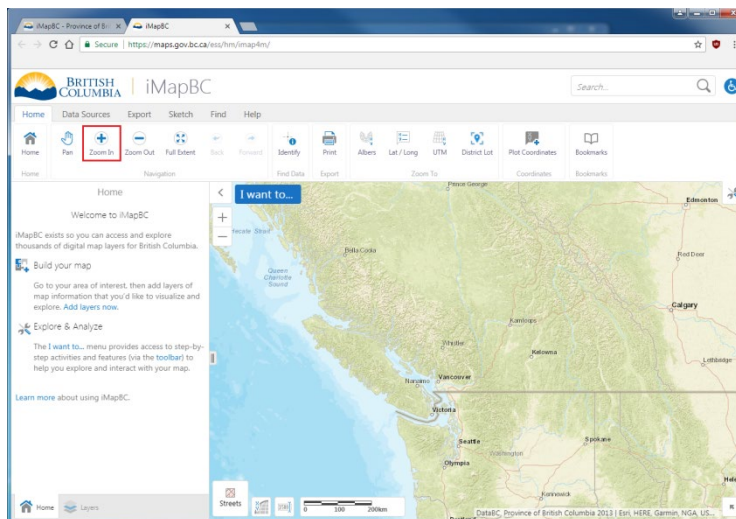 iMapBC - Province of Bri
iMapBC
Secure | https://maps.gov.bc.ca/ess/hm/imap4m/
BRITISH COLUMBIA
iMapBC
Search...
Home Data Sources Export Sketch Find Help
Home Pan Zoom In Zoom Out Full Extent Back Forward Identify Print Albers Lat / Long UTM District Lot Plot Coordinates Bookmarks
Home Navigation Find Data Export Zoom To Coordinates Bookmarks
Home
Welcome to iMapBC
iMapBC exists so you can access and explore
thousands of digital map layers for British Columbia.
Build your map
Go to your area of interest, then add layers of
map information that you'd like to visualize and
explore. Add layers now.
Explore & Analyze
The I want to... menu provides access to step-by-
step activities and features (via the toolbar) to
help you explore and interact with your map.
Learn more about using iMapBC.
Home Layers
I want to...
Prince George
Edmonton
Hecate Strait
Bella Coola
Red Deer
Queen
Charlotte
Sound
Calgary
Kamloops
Whistler
Kelowna
Lethbridge
Nanaimo
Vancouver
Victoria
Seattle
Spokane
Washington
Olympia
Kennewick
Streets
0 100 200km
DataBC, Province of British Columbia 2013 | Esri, HERE, Garmin, NGA, US...